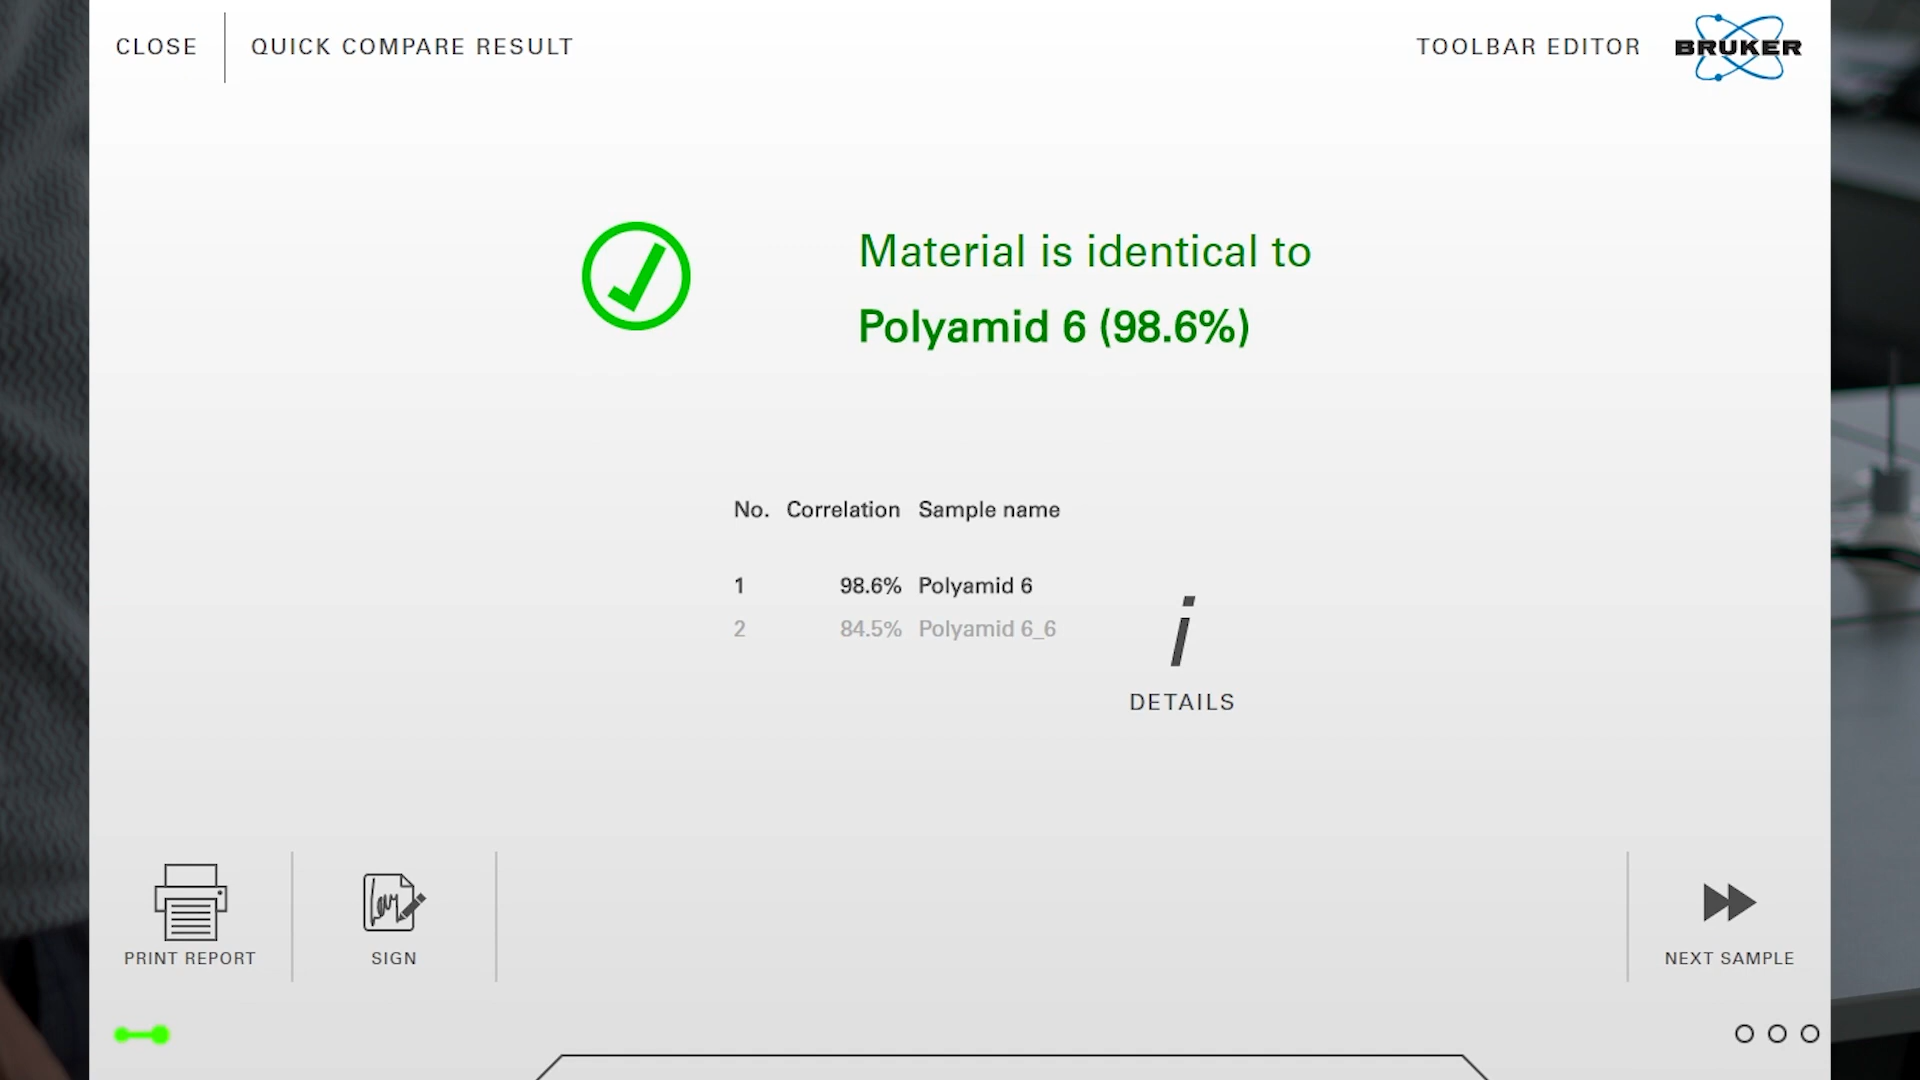 CLOSE
QUICK COMPARE RESULT
TOOLBAR EDITOR
BRUKER
Material is identical to
Polyamid 6 (98.6%)
No. Correlation Sample name
1 98.6% Polyamid 6
2 84.5% Polyamid 6_6
i
DETAILS
PRINT REPORT
SIGN
NEXT SAMPLE